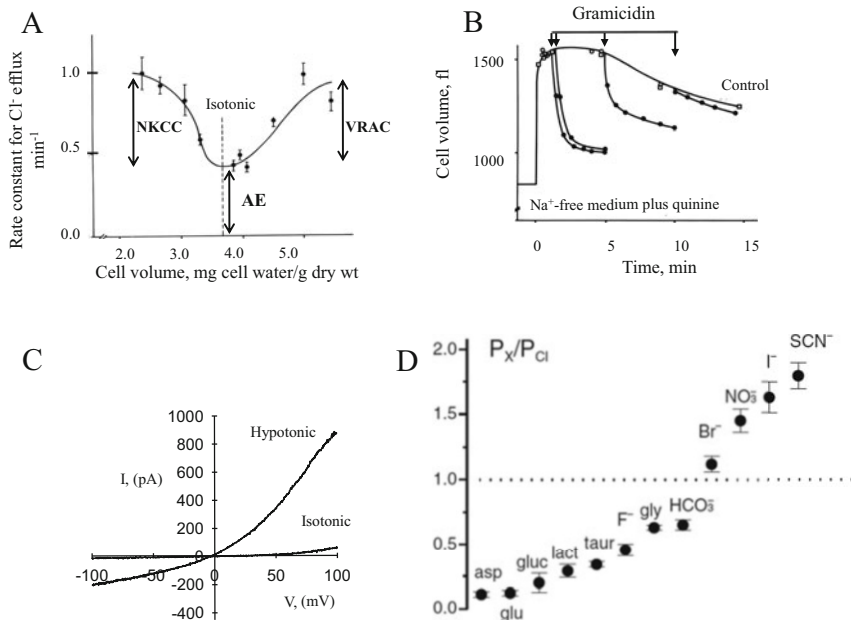 A
Rate constant for Cl⁻ efflux
min⁻¹
1.0
0.5
0.0
Isotonic
NKCC
VRAC
AE
2.0 3.0 4.0 5.0
Cell volume, mg cell water/g dry wt
B
Gramicidin
Cell volume, fl
1500
1000
Control
Na⁺-free medium plus quinine
0 5 10 15
Time, min
C
1000
800
600
400
200
0
-200
-400
I, (pA)
Hypotonic
Isotonic
-100 -50 0 50 100
V, (mV)
D
Pₓ/P_Cl
2.0
1.5
1.0
0.5
0.0
asp
glu
gluc
lact
taur
F⁻
gly
HCO₃⁻
Br⁻
NO₃⁻
I⁻
SCN⁻